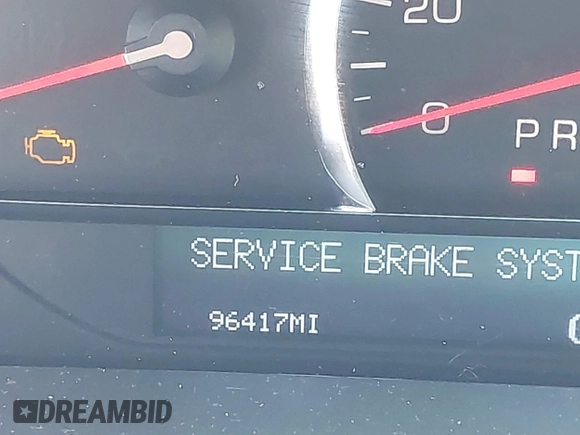 20
0
P R
SERVICE BRAKE SYST
96417MI
DREAMBID